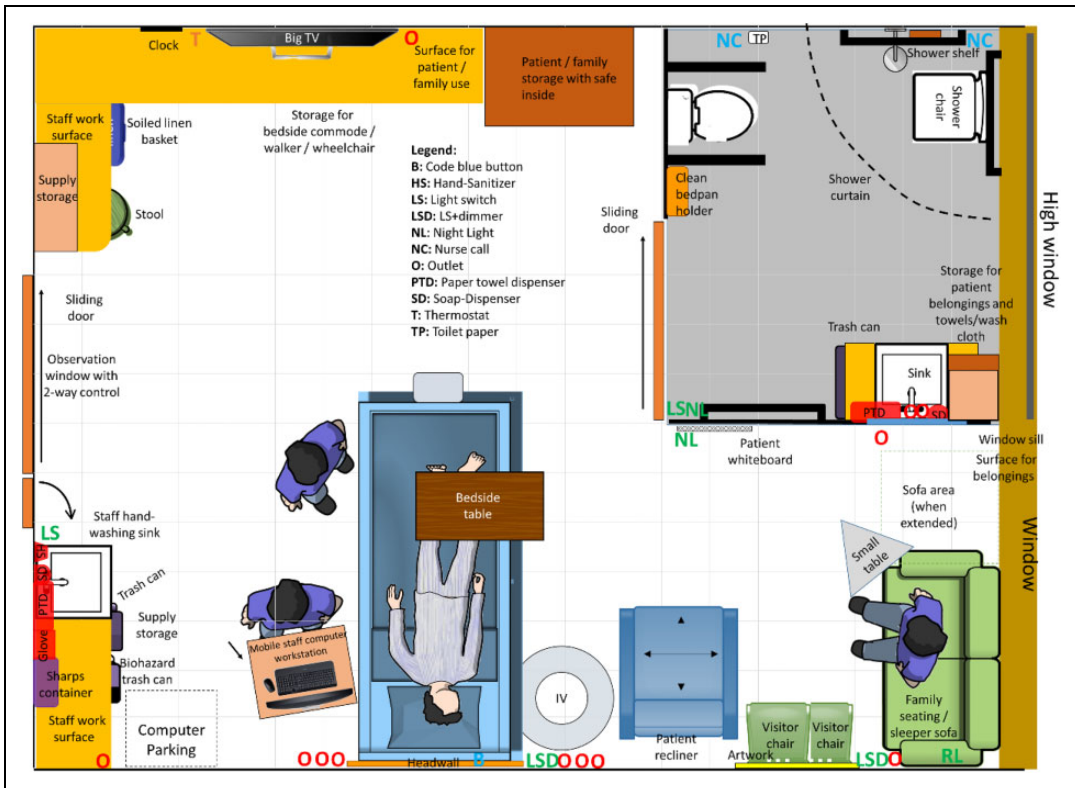 Clock
T
Big TV
O
Surface for
patient /
family use
Patient / family
storage with safe
inside
NC
TP
NC
Shower shelf
Shower
chair
Staff work
surface
Soiled linen
basket
Storage for
bedside commode /
walker / wheelchair
Supply
storage
Stool
Legend:
B: Code blue button
HS: Hand-Sanitizer
LS: Light switch
LSD: LS+dimmer
NL: Night Light
NC: Nurse call
O: Outlet
PTD: Paper towel dispenser
SD: Soap-Dispenser
T: Thermostat
TP: Toilet paper
Clean
bedpan
holder
Shower
curtain
Sliding
door
High window
Storage for
patient
belongings and
towels/wash
cloth
Trash can
Sink
PTD
SD
LSNL
NL
Patient
whiteboard
O
Window sill
Surface for
belongings
Sliding
door
Observation
window with
2-way control
LS
Staff hand-
washing sink
SD
PTD
Glove
Trash can
Supply
storage
Biohazard
trash can
Sharps
container
Staff work
surface
O
Computer
Parking
Mobile staff computer
workstation
Bedside
table
IV
Sofa area
(when
extended)
Window
Small
table
Family
seating /
sleeper sofa
Visitor
chair
Visitor
chair
Patient
recliner
Artwork
OOO
Headwall
B
LSD
OOO
LSD
O
RL